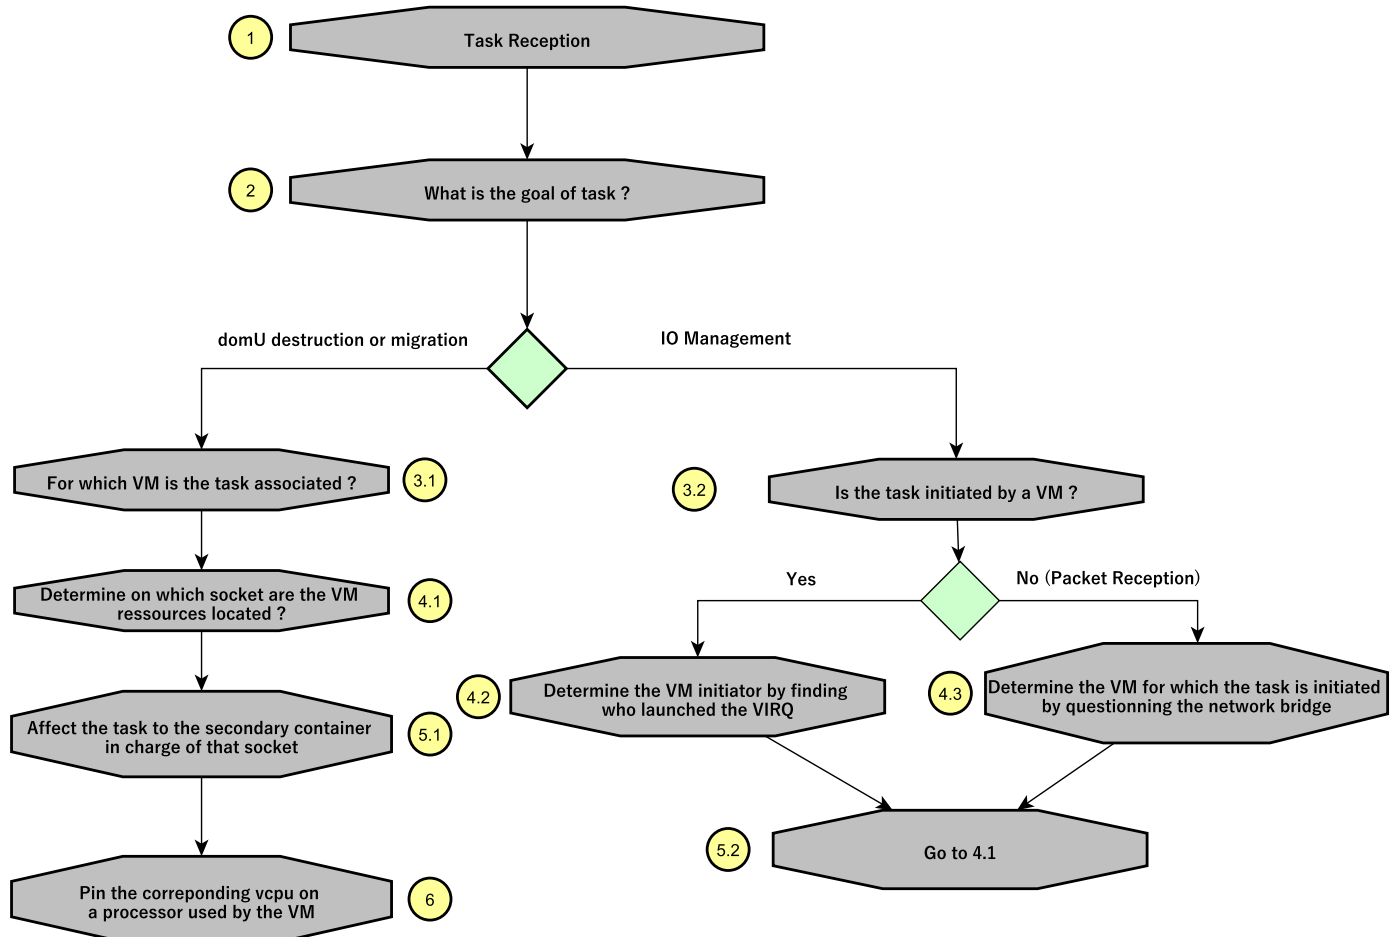 1
Task Reception
2
What is the goal of task ?
domU destruction or migration
IO Management
For which VM is the task associated ?
3.1
3.2
Is the task initiated by a VM ?
Yes
No (Packet Reception)
Determine on which socket are the VM
ressources located ?
4.1
4.2
Determine the VM initiator by finding
who launched the VIRQ
4.3
Determine the VM for which the task is initiated
by questionning the network bridge
Affect the task to the secondary container
in charge of that socket
5.1
5.2
Go to 4.1
Pin the correponding vcpu on
a processor used by the VM
6